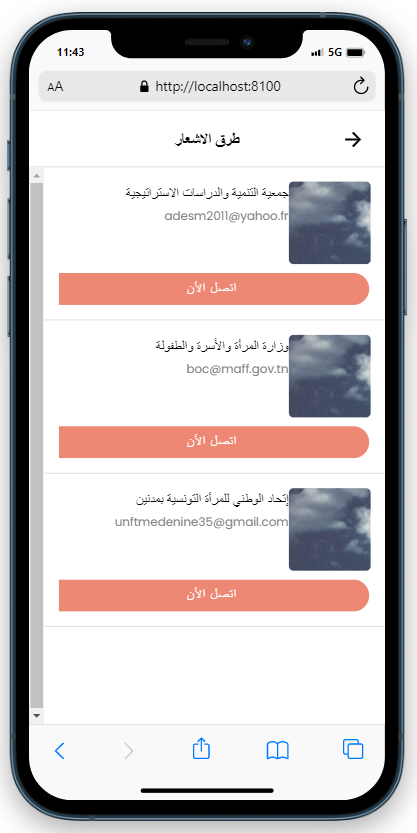 11:43
5G
AA
http://localhost:8100
طرق الاشعار
جمعية التنمية والدراسات الاستراتيجية
adesm2011@yahoo.fr
اتصل الأن
وزارة المرأة والأسرة والطفولة
boc@maff.gov.tn
اتصل الأن
إتحاد الوطني للمرأة التونسية بمدنين
unftmedenine35@gmail.com
اتصل الأن